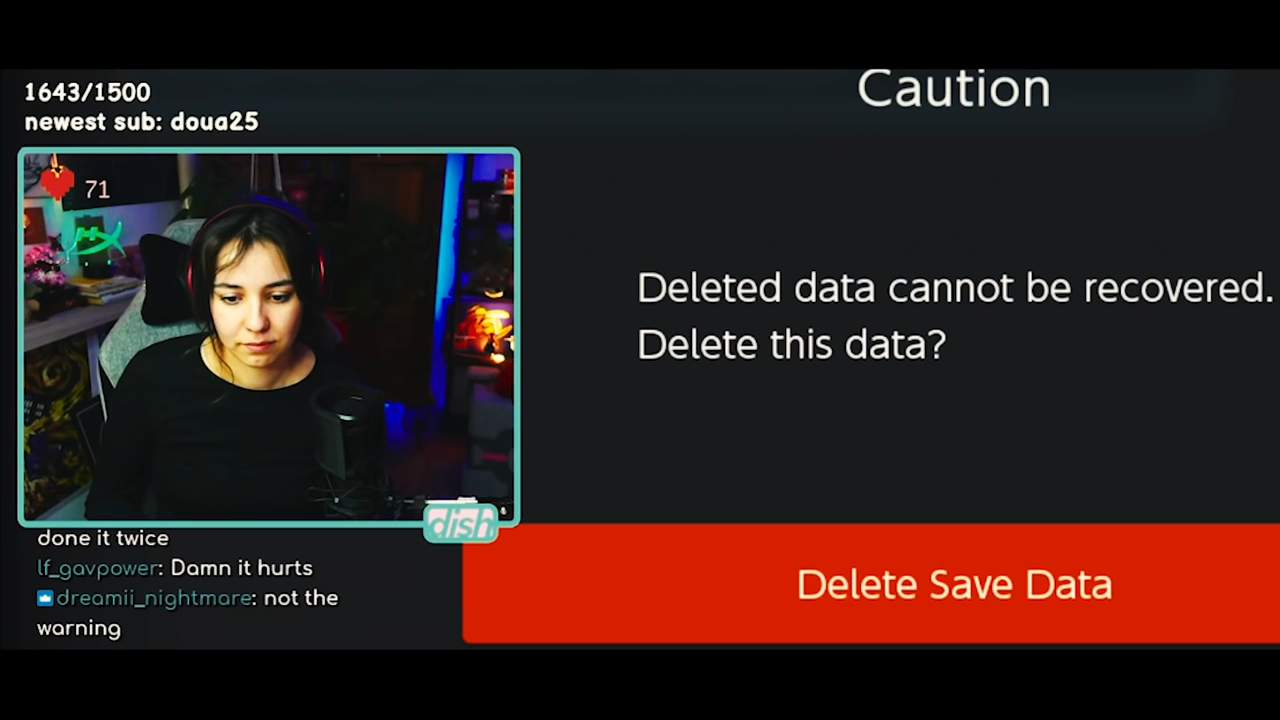 1643/1500
newest sub: doua25
71
dish
done it twice
lf_gavpower: Damn it hurts
dreamii_nightmare: not the
warning
Caution
Deleted data cannot be recovered.
Delete this data?
Delete Save Data